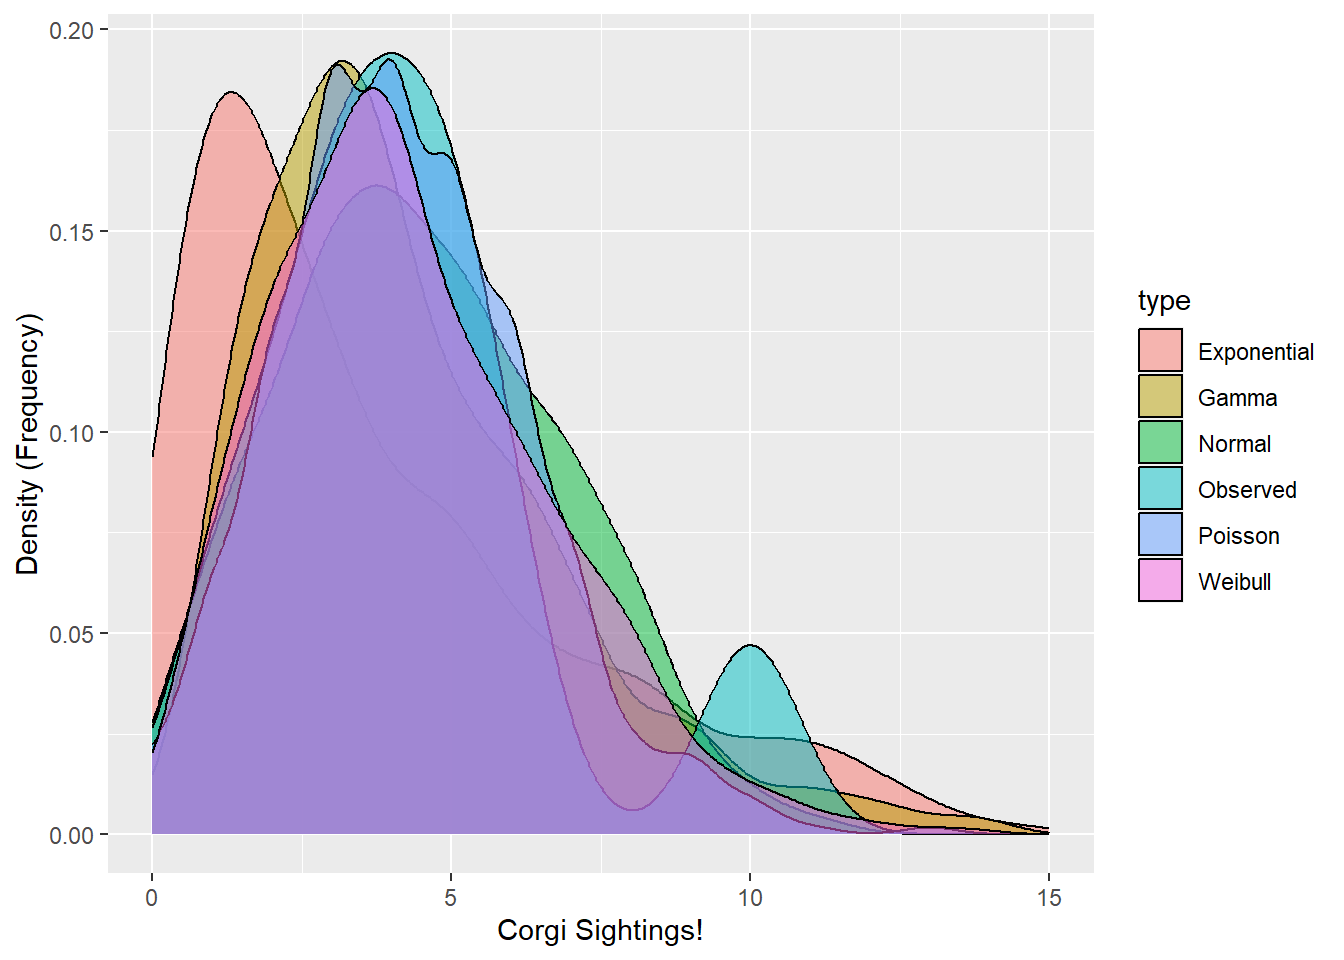 0.20
0.15
0.10
0.05
0.00
Density (Frequency)
0
5
10
15
Corgi Sightings!
type
Exponential
Gamma
Normal
Observed
Poisson
Weibull